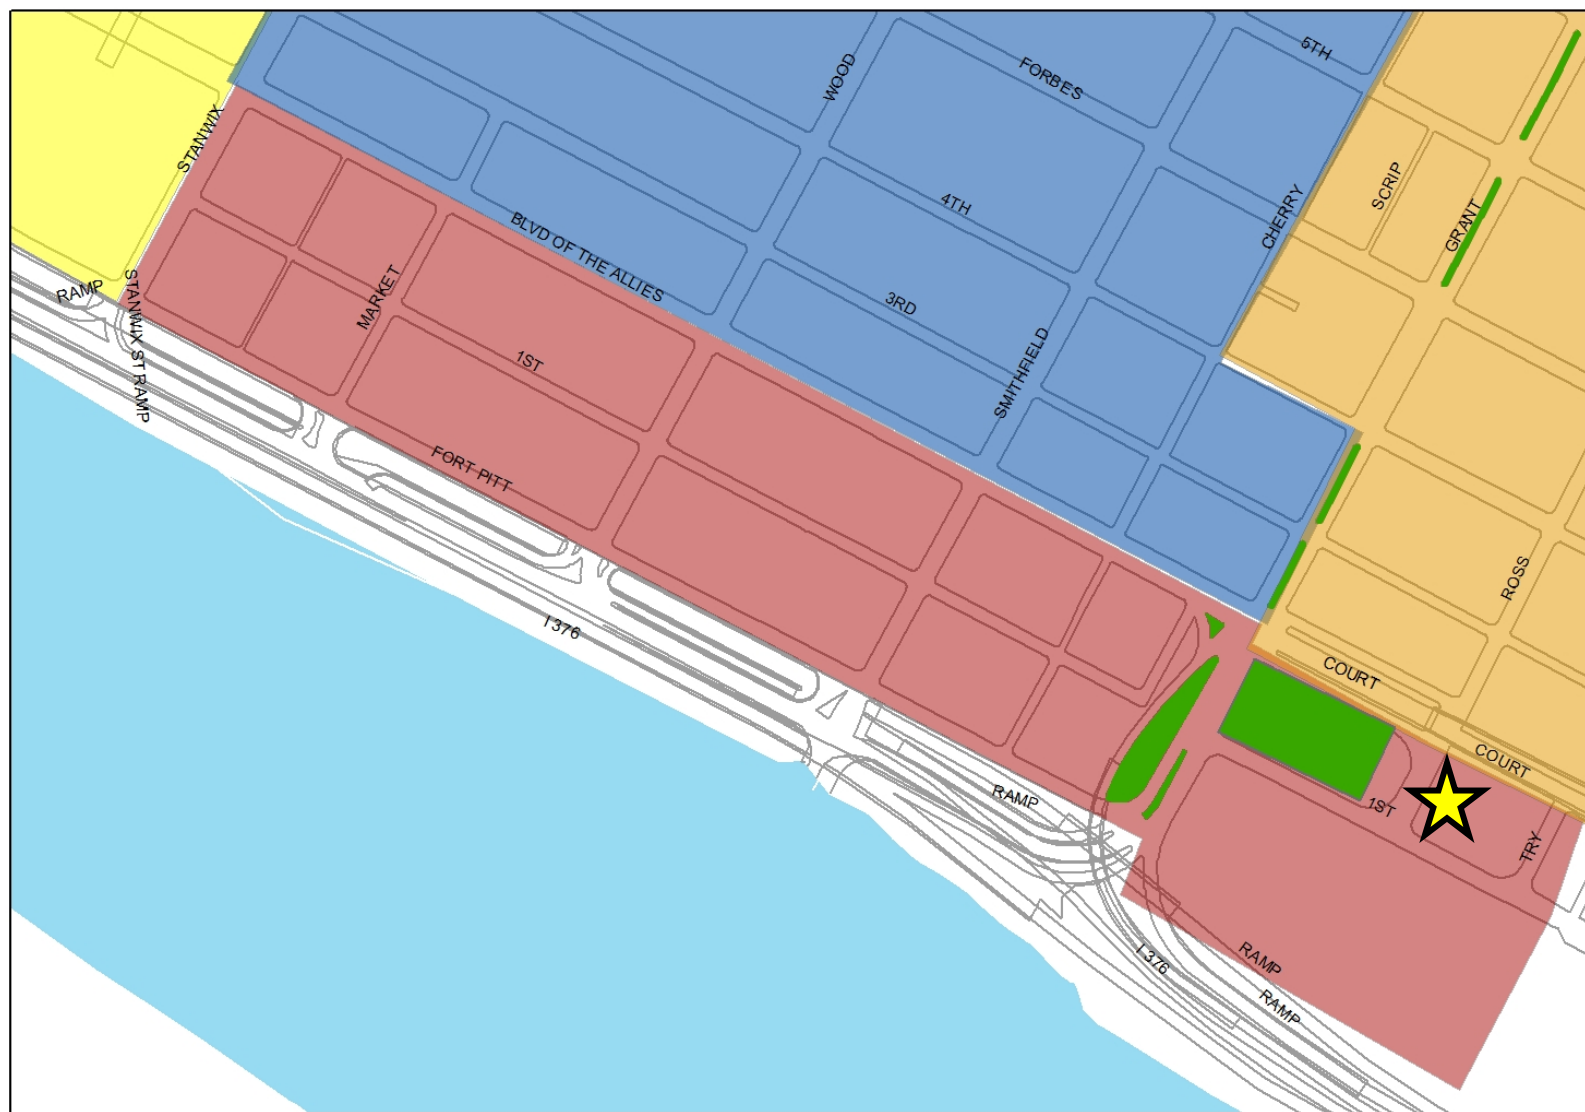 5TH
WOOD
FORBES
STANWIX
SCRIP
4TH
CHERRY
GRANT
BLVD OF THE ALLIES
RAMP
MARKET
3RD
STANWIX ST RAMP
1ST
SMITHFIELD
FORT PITT
ROSS
I 376
COURT
COURT
RAMP
1ST
TRY
I 376
RAMP
RAMP